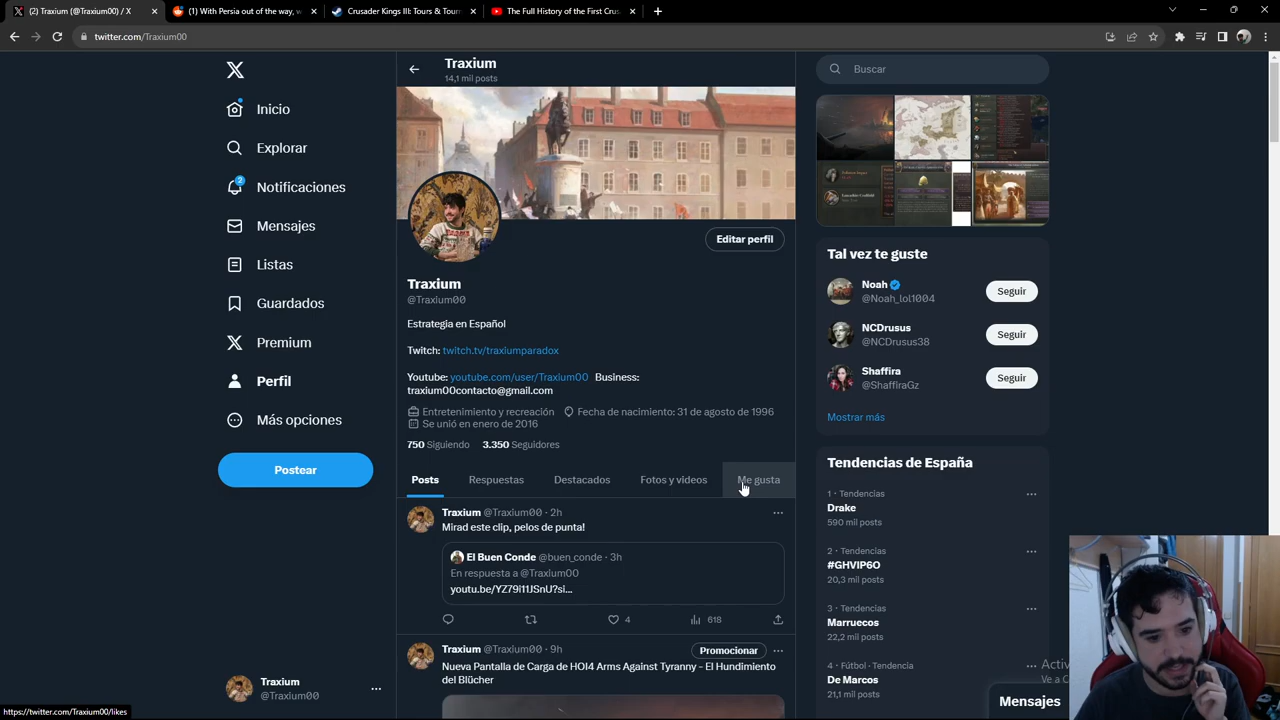 (2) Traxium (@Traxium00) / X
(1) With Persia out of the way, w
Crusader Kings III: Tours & Tour
The Full History of the First Crus
twitter.com/Traxium00
Inicio
Explorar
2
Notificaciones
Mensajes
Listas
Guardados
Premium
Perfil
Más opciones
Postear
Traxium
@Traxium00
Traxium
14,1 mil posts
Editar perfil
Traxium
@Traxium00
Estrategia en Español
Twitch: twitch.tv/traxiumparadox
Youtube: youtube.com/user/Traxium00 Business:
traxium00contacto@gmail.com
Entretenimiento y recreación Fecha de nacimiento: 31 de agosto de 1996
Se unió en enero de 2016
750 Siguiendo 3.350 Seguidores
Posts Respuestas Destacados Fotos y videos Me gusta
Traxium @Traxium00 · 2h
Mirad este clip, pelos de punta!
El Buen Conde @buen_conde · 3h
En respuesta a @Traxium00
youtu.be/YZ79i11JSnU?si...
4
618
Traxium @Traxium00 · 9h
Promocionar
Nueva Pantalla de Carga de HOI4 Arms Against Tyranny - El Hundimiento
del Blücher
Buscar
Tal vez te guste
Noah
@Noah_lol1004
Seguir
NCDrusus
@NCDrusus38
Seguir
Shaffira
@ShaffiraGz
Seguir
Mostrar más
Tendencias de España
1 · Tendencias
Drake
590 mil posts
2 · Tendencias
#GHVIP6O
20,3 mil posts
3 · Tendencias
Marruecos
22,2 mil posts
4 · Fútbol · Tendencia
De Marcos
21,1 mil posts
Activ
Ve a C
Mensajes
https://twitter.com/Traxium00/likes